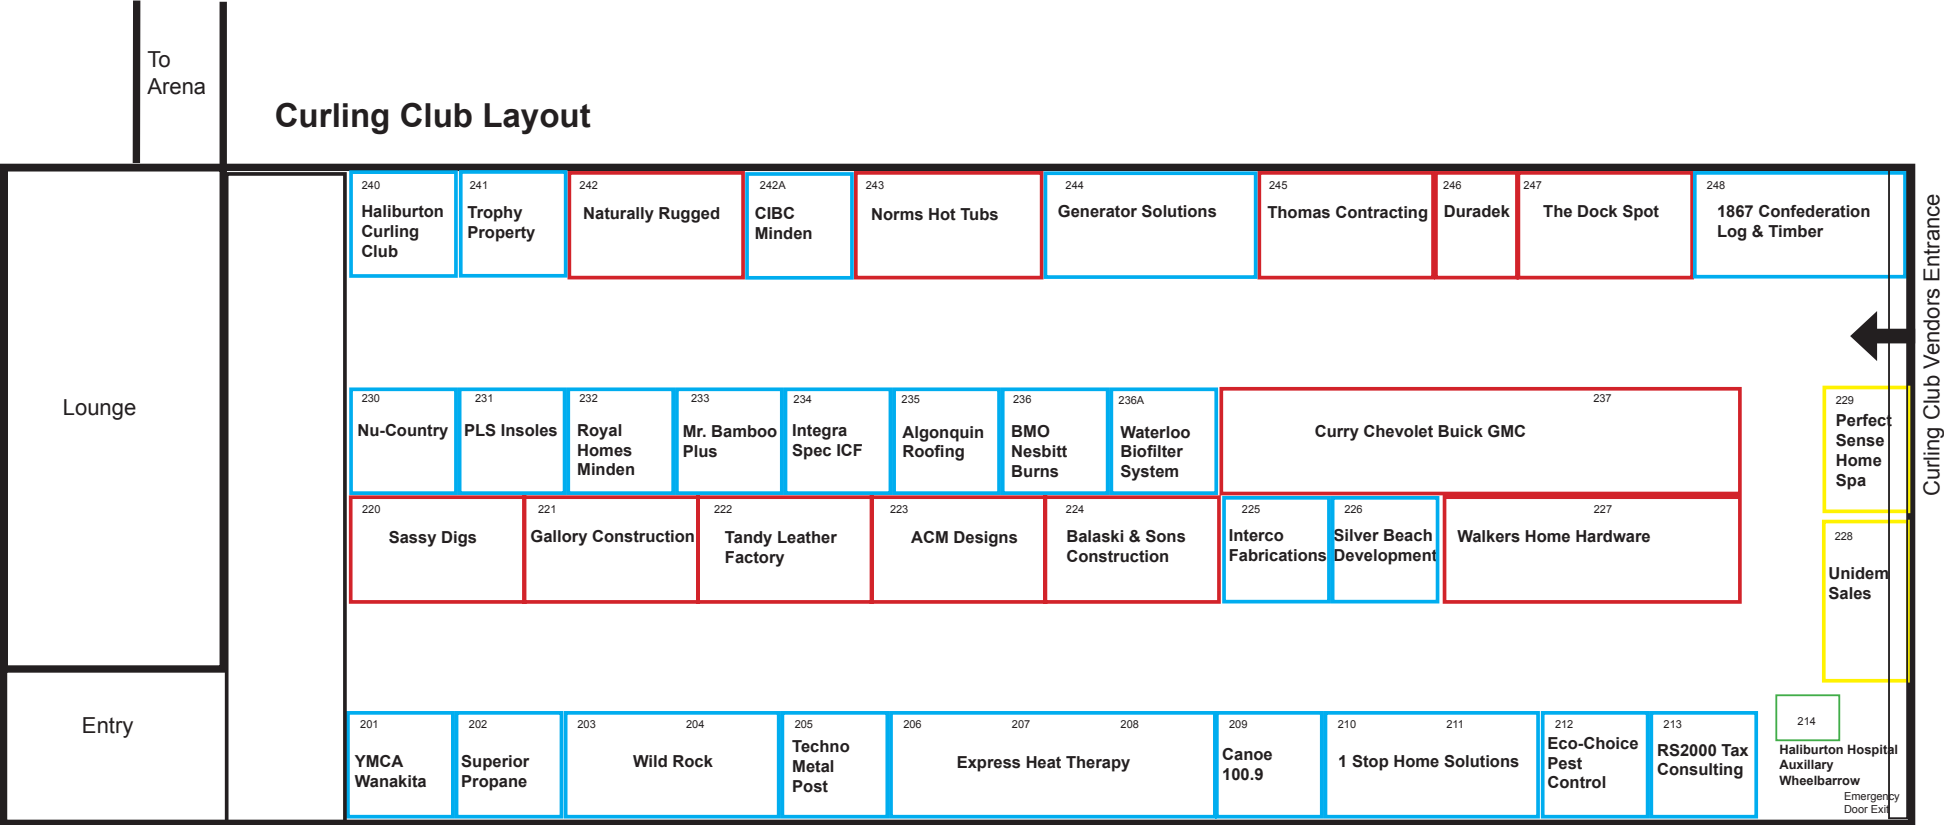 To
Arena
Curling Club Layout
240
Haliburton
Curling
Club
241
Trophy
Property
242
Naturally Rugged
242A
CIBC
Minden
243
Norms Hot Tubs
244
Generator Solutions
245
Thomas Contracting
246
Duradek
247
The Dock Spot
248
1867 Confederation
Log & Timber
Curling Club Vendors Entrance
Lounge
230
Nu-Country
231
PLS Insoles
232
Royal
Homes
Minden
233
Mr. Bamboo
Plus
234
Integra
Spec ICF
235
Algonquin
Roofing
236
BMO
Nesbitt
Burns
236A
Waterloo
Biofilter
System
237
Curry Chevolet Buick GMC
229
Perfect
Sense
Home
Spa
220
Sassy Digs
221
Gallory Construction
222
Tandy Leather
Factory
223
ACM Designs
224
Balaski & Sons
Construction
225
Interco
Fabrications
226
Silver Beach
Development
227
Walkers Home Hardware
228
Unidem
Sales
Entry
201
YMCA
Wanakita
202
Superior
Propane
203 204
Wild Rock
205
Techno
Metal
Post
206 207 208
Express Heat Therapy
209
Canoe
100.9
210 211
1 Stop Home Solutions
212
Eco-Choice
Pest
Control
213
RS2000 Tax
Consulting
214
Haliburton Hospital
Auxillary
Wheelbarrow
Emergency
Door Exit